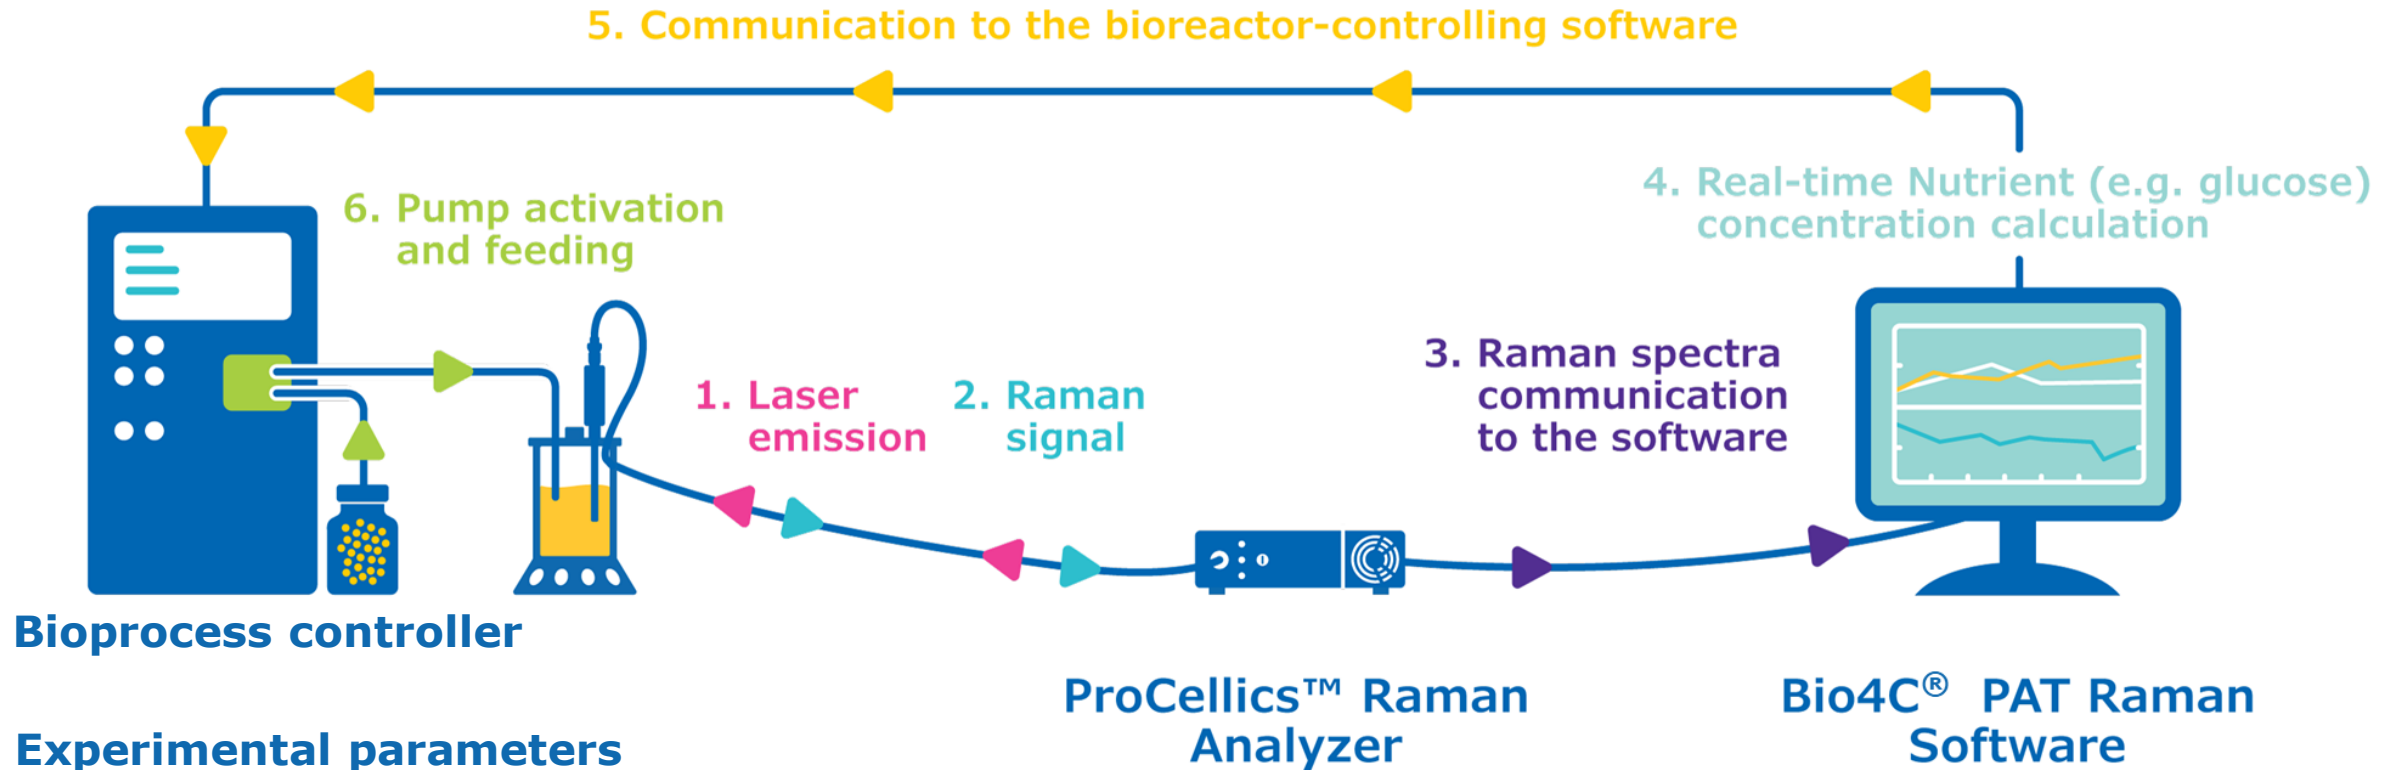 5. Communication to the bioreactor-controlling software
4. Real-time Nutrient (e.g. glucose)
concentration calculation
6. Pump activation
and feeding
1. Laser
emission
2. Raman
signal
3. Raman spectra
communication
to the software
Bioprocess controller
ProCellics™ Raman
Analyzer
Bio4C® PAT Raman
Software
Experimental parameters